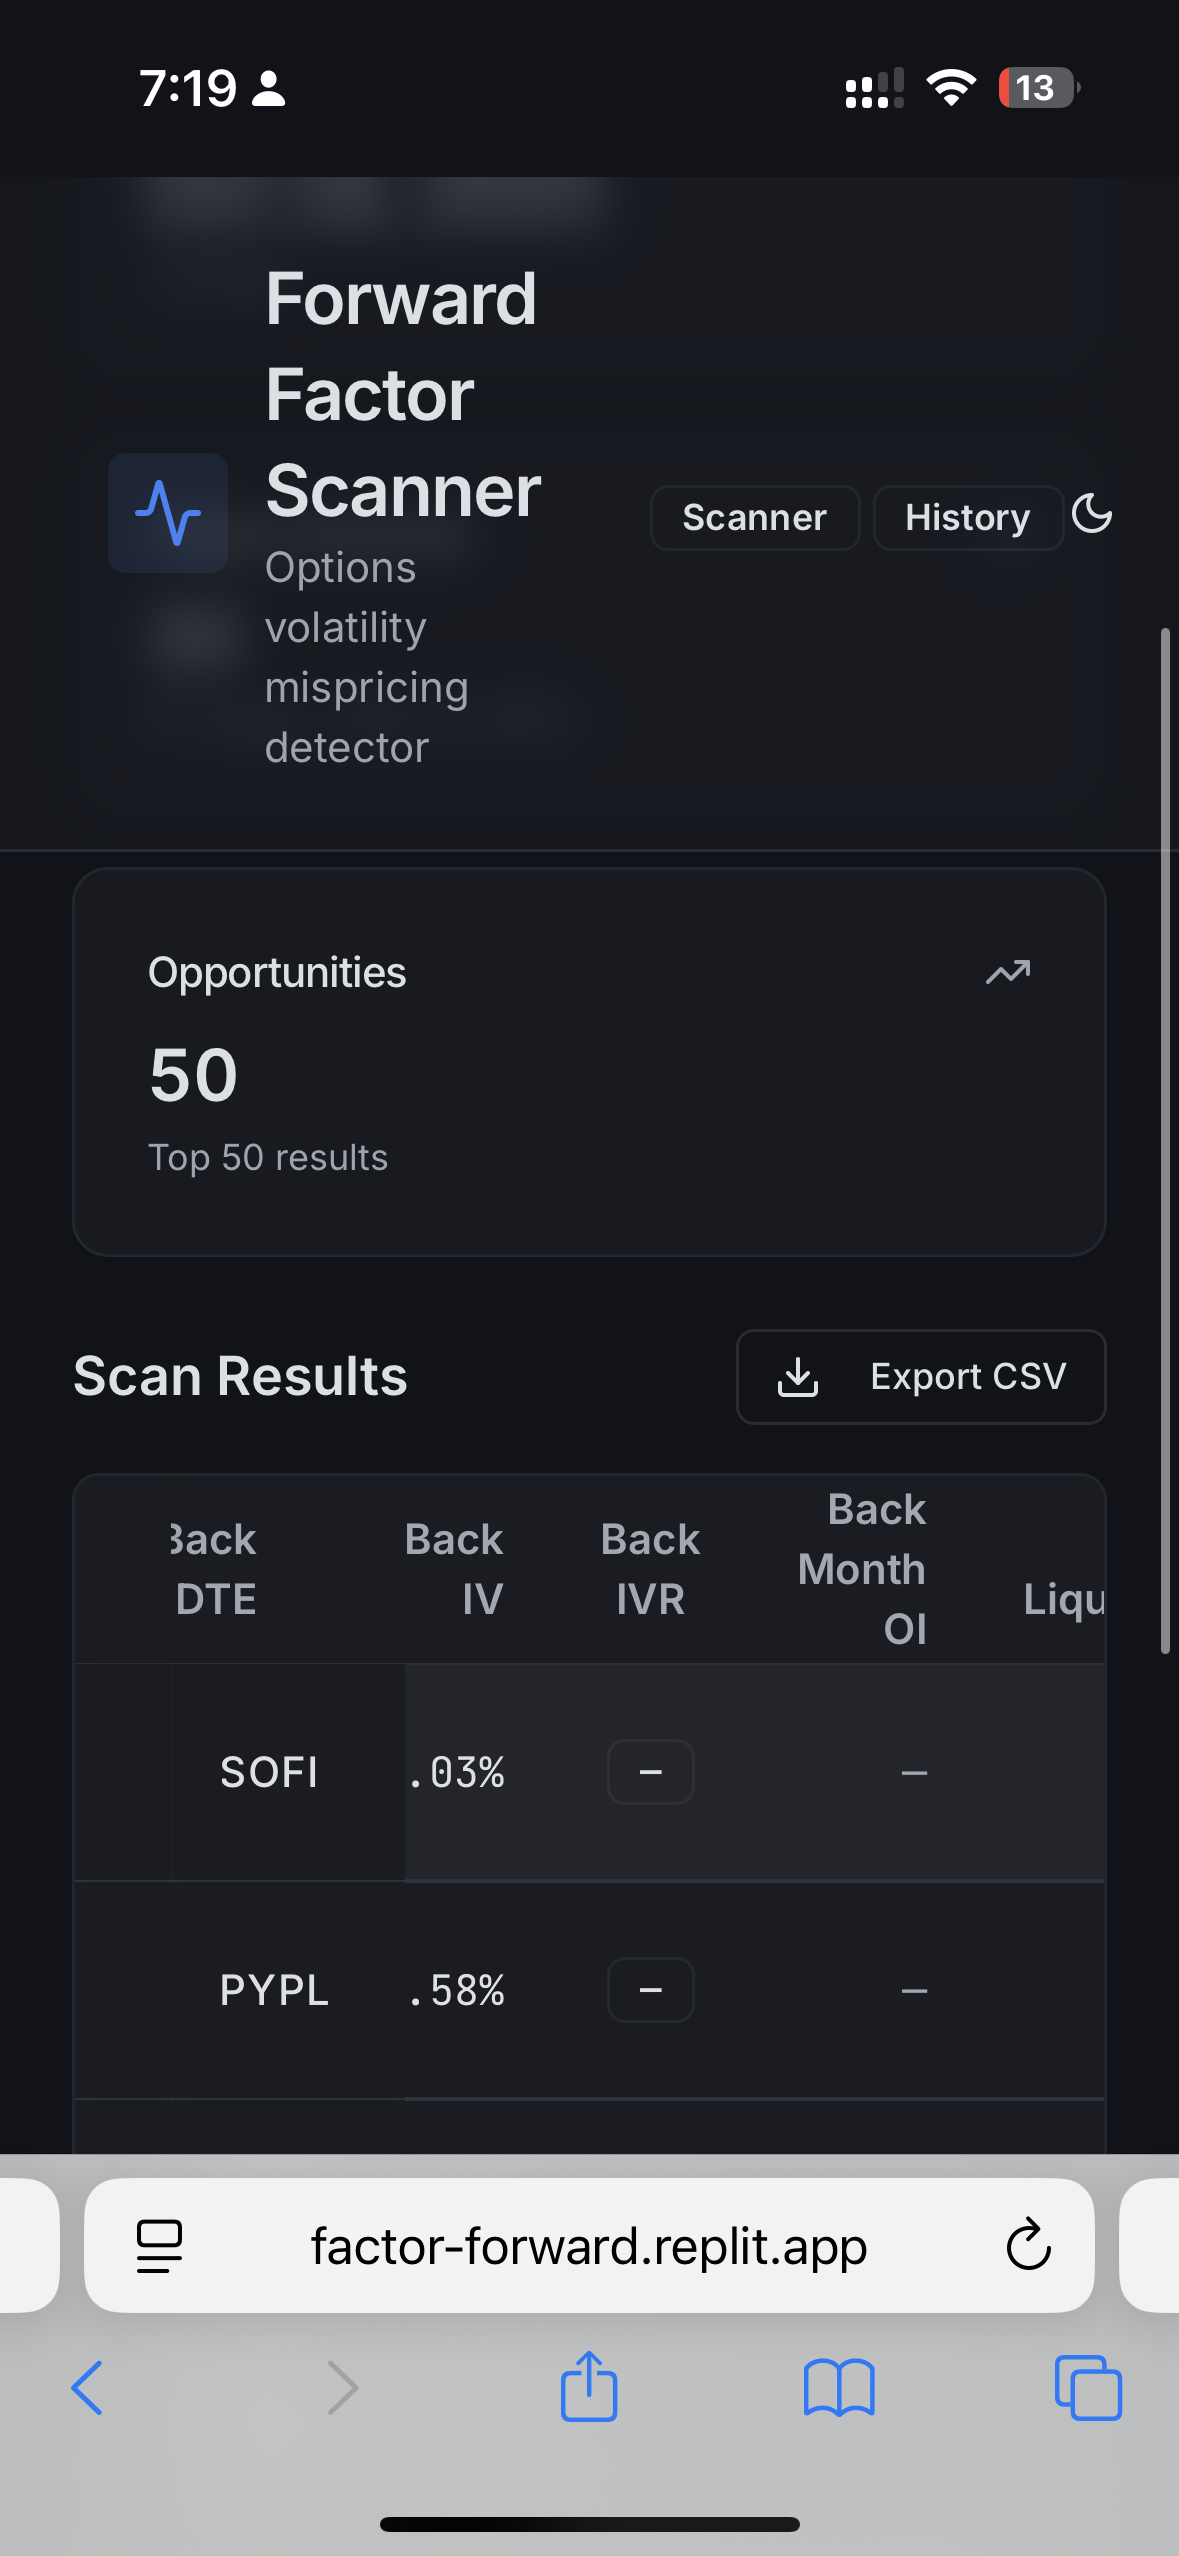 7:19
13
Forward
Factor
Scanner
Options
volatility
mispricing
detector
Scanner
History
Opportunities
50
Top 50 results
Scan Results
Export CSV
Back
DTE
Back
IV
Back
IVR
Back
Month
OI
Liqu
SOFI .03% – –
PYPL .58% – –
factor-forward.replit.app